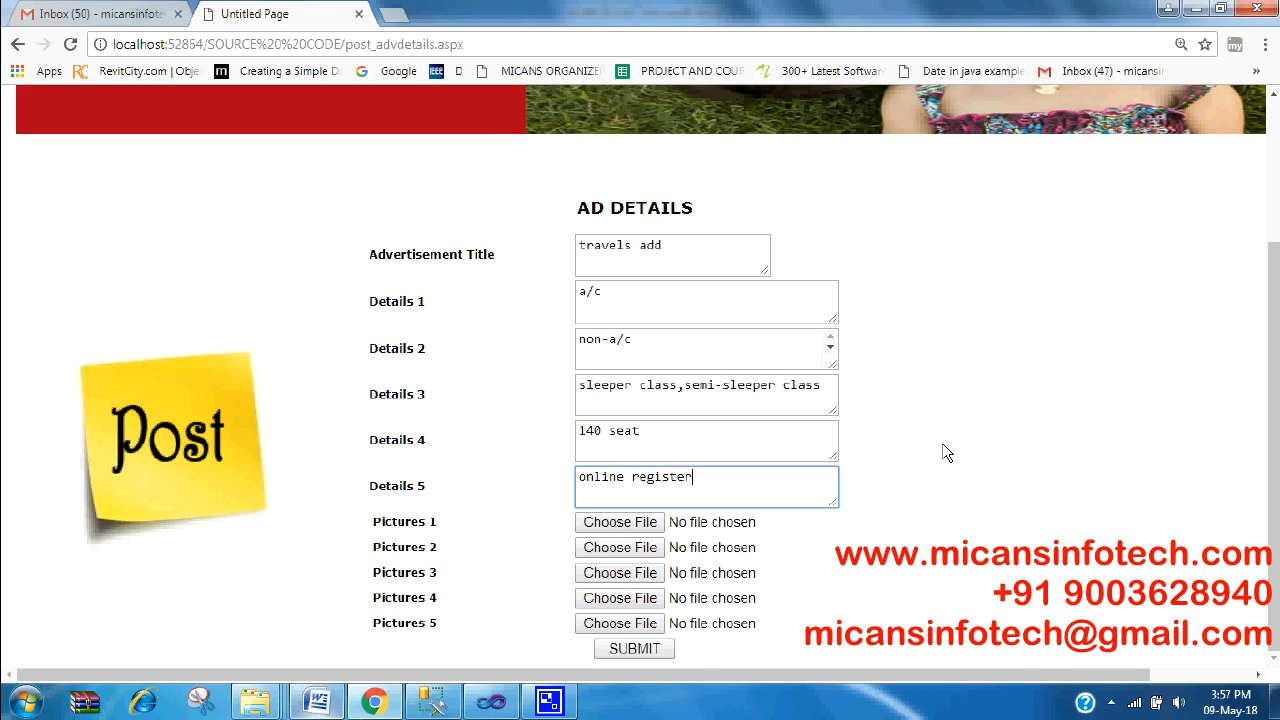 Inbox (50) - micansinfote
Untitled Page
localhost:52864/SOURCE%20%20CODE/post_advdetails.aspx
Apps
RevitCity.com | Obje
Creating a Simple D
Google
D
MICANS ORGANIZE
PROJECT AND COUR
300+ Latest Softwar
Date in java example
Inbox (47) - micansin
AD DETAILS
Advertisement Title
travels add
Details 1
a/c
Details 2
non-a/c
Details 3
sleeper class,semi-sleeper class
Details 4
140 seat
Details 5
online register
Post
Pictures 1
Choose File No file chosen
Pictures 2
Choose File No file chosen
Pictures 3
Choose File No file chosen
Pictures 4
Choose File No file chosen
Pictures 5
Choose File No file chosen
SUBMIT
www.micansinfotech.com
+91 9003628940
micansinfotech@gmail.com
3:57 PM
09-May-18